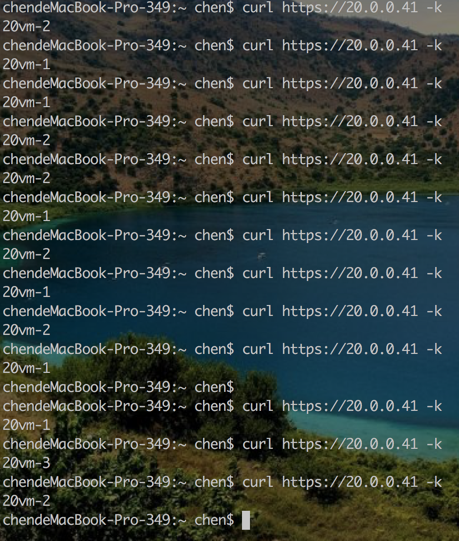 chendeMacBook-Pro-349:~ chen$ curl https://20.0.0.41 -k
20vm-2
chendeMacBook-Pro-349:~ chen$ curl https://20.0.0.41 -k
20vm-1
chendeMacBook-Pro-349:~ chen$ curl https://20.0.0.41 -k
20vm-1
chendeMacBook-Pro-349:~ chen$ curl https://20.0.0.41 -k
20vm-2
chendeMacBook-Pro-349:~ chen$ curl https://20.0.0.41 -k
20vm-2
chendeMacBook-Pro-349:~ chen$ curl https://20.0.0.41 -k
20vm-1
chendeMacBook-Pro-349:~ chen$ curl https://20.0.0.41 -k
20vm-2
chendeMacBook-Pro-349:~ chen$ curl https://20.0.0.41 -k
20vm-1
chendeMacBook-Pro-349:~ chen$ curl https://20.0.0.41 -k
20vm-2
chendeMacBook-Pro-349:~ chen$ curl https://20.0.0.41 -k
20vm-1
chendeMacBook-Pro-349:~ chen$
chendeMacBook-Pro-349:~ chen$ curl https://20.0.0.41 -k
20vm-1
chendeMacBook-Pro-349:~ chen$ curl https://20.0.0.41 -k
20vm-3
chendeMacBook-Pro-349:~ chen$ curl https://20.0.0.41 -k
20vm-2
chendeMacBook-Pro-349:~ chen$